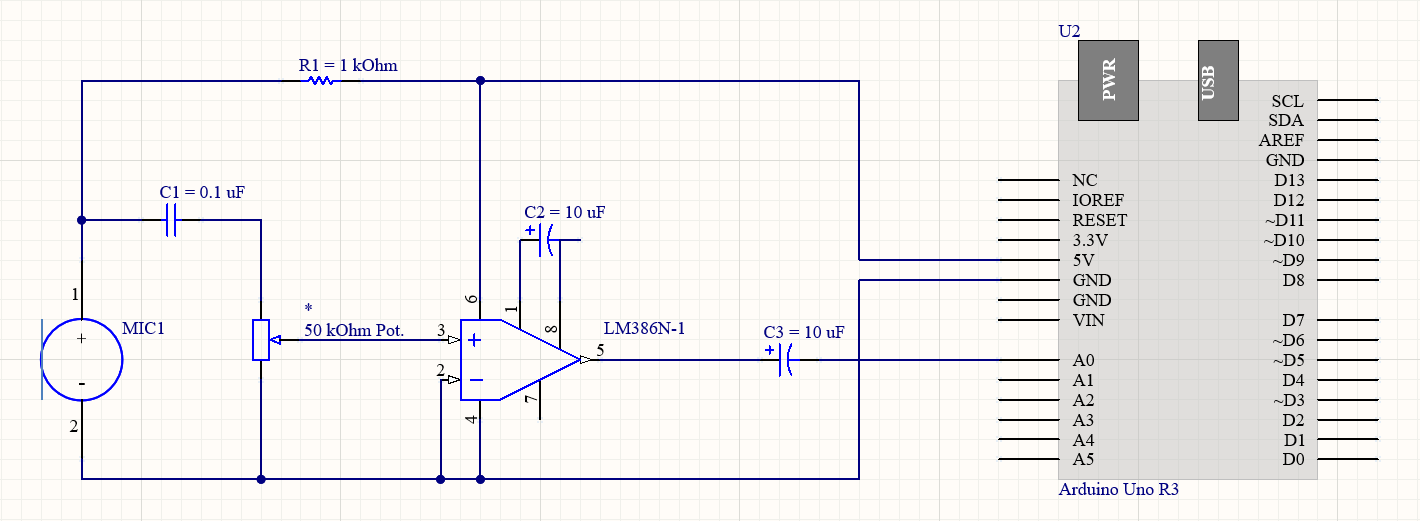 U2
PWR
USB
R1 = 1 kOhm
SCL
SDA
AREF
GND
NC
D13
IOREF
D12
C1 = 0.1 uF
RESET
~D11
C2 = 10 uF
+
3.3V
~D10
5V
~D9
GND
D8
1
6
1
GND
*
MIC1
50 kOhm Pot.
3
8
LM386N-1
VIN
D7
+
+
C3 = 10 uF
~D6
+
5
A0
~D5
-
2
−
7
A1
D4
A2
~D3
2
4
A3
D2
A4
D1
A5
D0
Arduino Uno R3